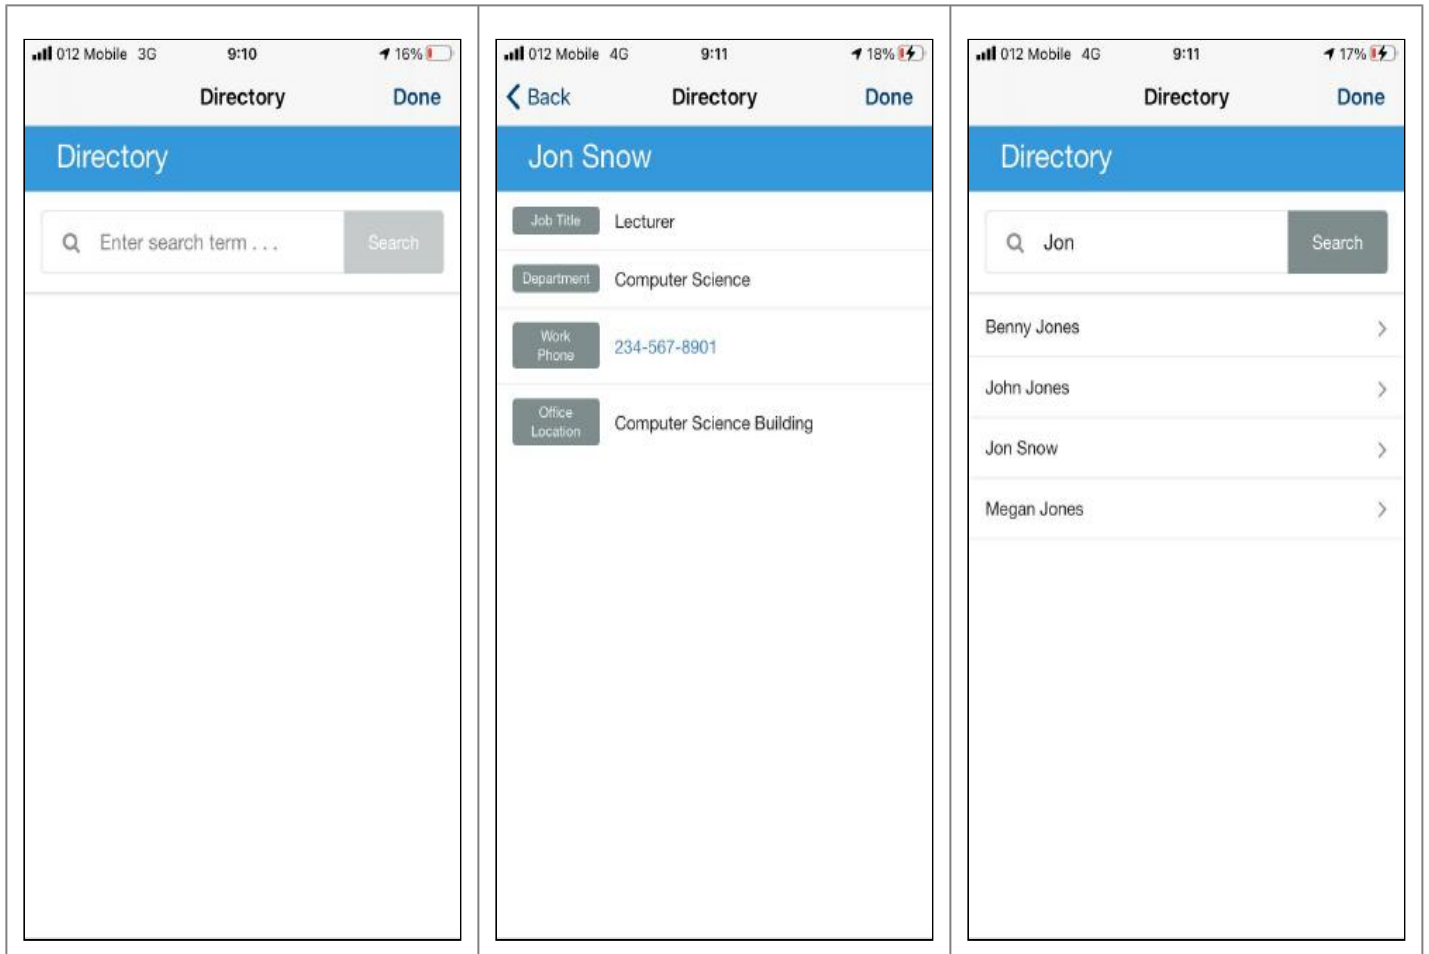 012 Mobile 3G 9:10 16%
Directory Done
Directory
Enter search term . . . Search
012 Mobile 4G 9:11 18%
Back Directory Done
Jon Snow
Job Title Lecturer
Department Computer Science
Work
Phone
234-567-8901
Office
Location
Computer Science Building
012 Mobile 4G 9:11 17%
Directory Done
Directory
Jon Search
Benny Jones
John Jones
Jon Snow
Megan Jones